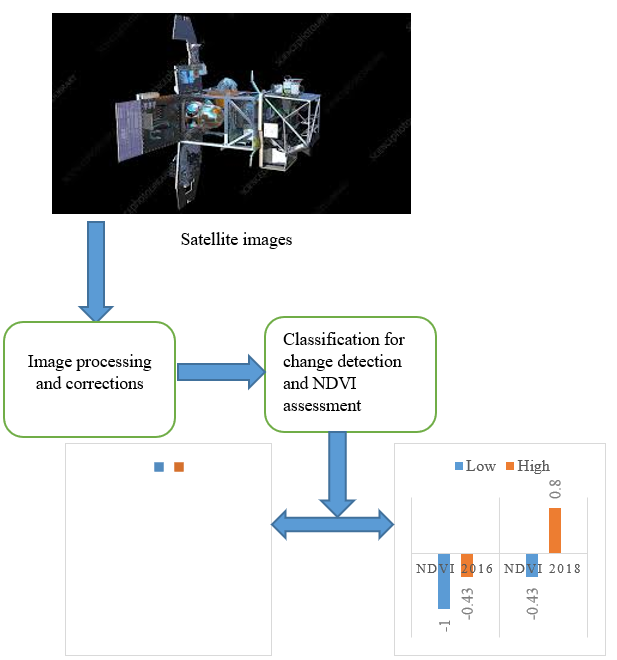 Satellite images
Image processing
and corrections
Classification for
change detection
and NDVI
assessment
Low High
0.8
NDVI 2016 NDVI 2018
-0.43 -0.43
-1